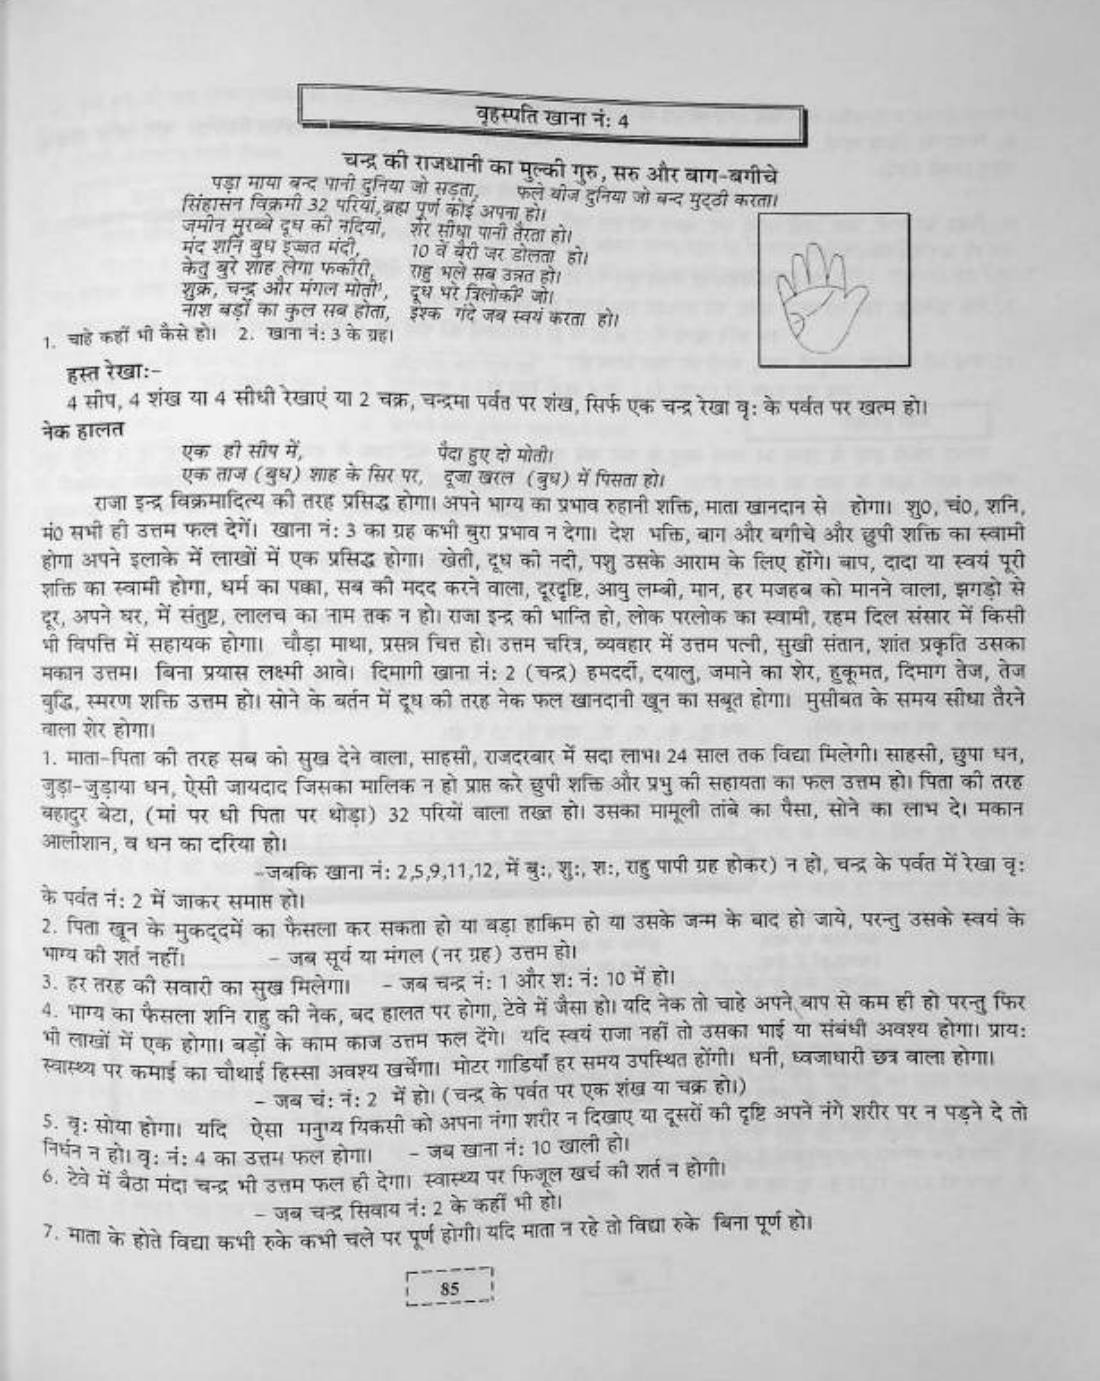 वृहस्पति खाना नं: 4
चन्द्र की राजधानी का मुल्की गुरु, सरु और बाग-बगीचे
पड़ा माया बन्द पानी दुनिया जो सड़ता, फले बीज दुनिया जो बन्द मुट्ठी करता।
सिंहासन विक्रमी 32 परियां,ब्रह्म पूर्ण कोई अपना हो।
जमीन मुरब्बे दूध की नदियां, शेर सीधा पानी तैरता हो।
मंद शनि बुध इज्जत मंदी, 10 वें बैरी जर डोलता हो।
केतु बुरे शाह लेगा फकीरी, राहु भले सब उन्नत हो।
शुक्र, चन्द्र और मंगल मोती¹, दूध भरे त्रिलोकी² जो।
नाश बड़ों का कुल सब होता, इश्क गंदे जब स्वयं करता हो।
1. चाहे कहीं भी कैसे हो। 2. खाना नं: 3 के ग्रह।
हस्त रेखा:-
4 सीप, 4 शंख या 4 सीधी रेखाएं या 2 चक्र, चन्द्रमा पर्वत पर शंख, सिर्फ एक चन्द्र रेखा वृ: के पर्वत पर खत्म हो।
नेक हालत
एक ही सीप में, पैदा हुए दो मोती।
एक ताज (बुध) शाह के सिर पर, दूजा खरल (बुध) में पिसता हो।
राजा इन्द्र विक्रमादित्य की तरह प्रसिद्ध होगा। अपने भाग्य का प्रभाव रुहानी शक्ति, माता खानदान से होगा। शु0, चं0, शनि,
मं0 सभी ही उत्तम फल देगें। खाना नं: 3 का ग्रह कभी बुरा प्रभाव न देगा। देश भक्ति, बाग और बगीचे और छुपी शक्ति का स्वामी
होगा अपने इलाके में लाखों में एक प्रसिद्ध होगा। खेती, दूध की नदी, पशु उसके आराम के लिए होंगे। बाप, दादा या स्वयं पूरी
शक्ति का स्वामी होगा, धर्म का पक्का, सब की मदद करने वाला, दूरदृष्टि, आयु लम्बी, मान, हर मजहब को मानने वाला, झगड़ो से
दूर, अपने घर, में संतुष्ट, लालच का नाम तक न हो। राजा इन्द्र की भान्ति हो, लोक परलोक का स्वामी, रहम दिल संसार में किसी
भी विपत्ति में सहायक होगा। चौड़ा माथा, प्रसन्न चित्त हो। उत्तम चरित्र, व्यवहार में उत्तम पत्नी, सुखी संतान, शांत प्रकृति उसका
मकान उत्तम। बिना प्रयास लक्ष्मी आवे। दिमागी खाना नं: 2 (चन्द्र) हमदर्दी, दयालु, जमाने का शेर, हुकूमत, दिमाग तेज, तेज
बुद्धि, स्मरण शक्ति उत्तम हो। सोने के बर्तन में दूध की तरह नेक फल खानदानी खून का सबूत होगा। मुसीबत के समय सीधा तैरने
वाला शेर होगा।
1. माता-पिता की तरह सब को सुख देने वाला, साहसी, राजदरबार में सदा लाभ। 24 साल तक विद्या मिलेगी। साहसी, छुपा धन,
जुड़ा-जुड़ाया धन, ऐसी जायदाद जिसका मालिक न हो प्राप्त करे छुपी शक्ति और प्रभु की सहायता का फल उत्तम हो। पिता की तरह
बहादुर बेटा, (मां पर धी पिता पर थोड़ा) 32 परियों वाला तख्त हो। उसका मामूली तांबे का पैसा, सोने का लाभ दे। मकान
आलीशान, व धन का दरिया हो।
-जबकि खाना नं: 2,5,9,11,12, में बु:, शु:, श:, राहु पापी ग्रह होकर) न हो, चन्द्र के पर्वत में रेखा वृ:
के पर्वत नं: 2 में जाकर समाप्त हो।
2. पिता खून के मुकद्दमें का फैसला कर सकता हो या बड़ा हाकिम हो या उसके जन्म के बाद हो जाये, परन्तु उसके स्वयं के
भाग्य की शर्त नहीं। - जब सूर्य या मंगल (नर ग्रह) उत्तम हो।
3. हर तरह की सवारी का सुख मिलेगा। - जब चन्द्र नं: 1 और श: नं: 10 में हो।
4. भाग्य का फैसला शनि राहु की नेक, बद हालत पर होगा, टेवे में जैसा हो। यदि नेक तो चाहे अपने बाप से कम ही हो परन्तु फिर
भी लाखों में एक होगा। बड़ों के काम काज उत्तम फल देंगे। यदि स्वयं राजा नहीं तो उसका भाई या संबंधी अवश्य होगा। प्राय:
स्वास्थ्य पर कमाई का चौथाई हिस्सा अवश्य खर्चेगा। मोटर गाडियाँ हर समय उपस्थित होंगी। धनी, ध्वजाधारी छत्र वाला होगा।
- जब चं: नं: 2 में हो। (चन्द्र के पर्वत पर एक शंख या चक्र हो।)
5. वृ: सोया होगा। यदि ऐसा मनुष्य यिकसी को अपना नंगा शरीर न दिखाए या दूसरों की दृष्टि अपने नंगे शरीर पर न पड़ने दे तो
निर्धन न हो। वृ: नं: 4 का उत्तम फल होगा। - जब खाना नं: 10 खाली हो।
6. टेवे में बैठा मंदा चन्द्र भी उत्तम फल ही देगा। स्वास्थ्य पर फिजूल खर्च की शर्त न होगी।
- जब चन्द्र सिवाय नं: 2 के कहीं भी हो।
7. माता के होते विद्या कभी रुके कभी चले पर पूर्ण होगी। यदि माता न रहे तो विद्या रुके बिना पूर्ण हो।
85